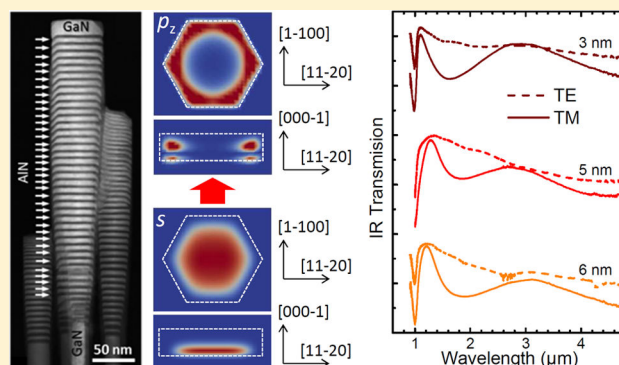 GaN
AlN
GaN
50 nm
pz
[1-100]
[11-20]
[000-1]
[11-20]
s
[1-100]
[11-20]
[000-1]
[11-20]
IR Transmision
3 nm
TE
TM
5 nm
6 nm
1 2 3 4
Wavelength (μm)